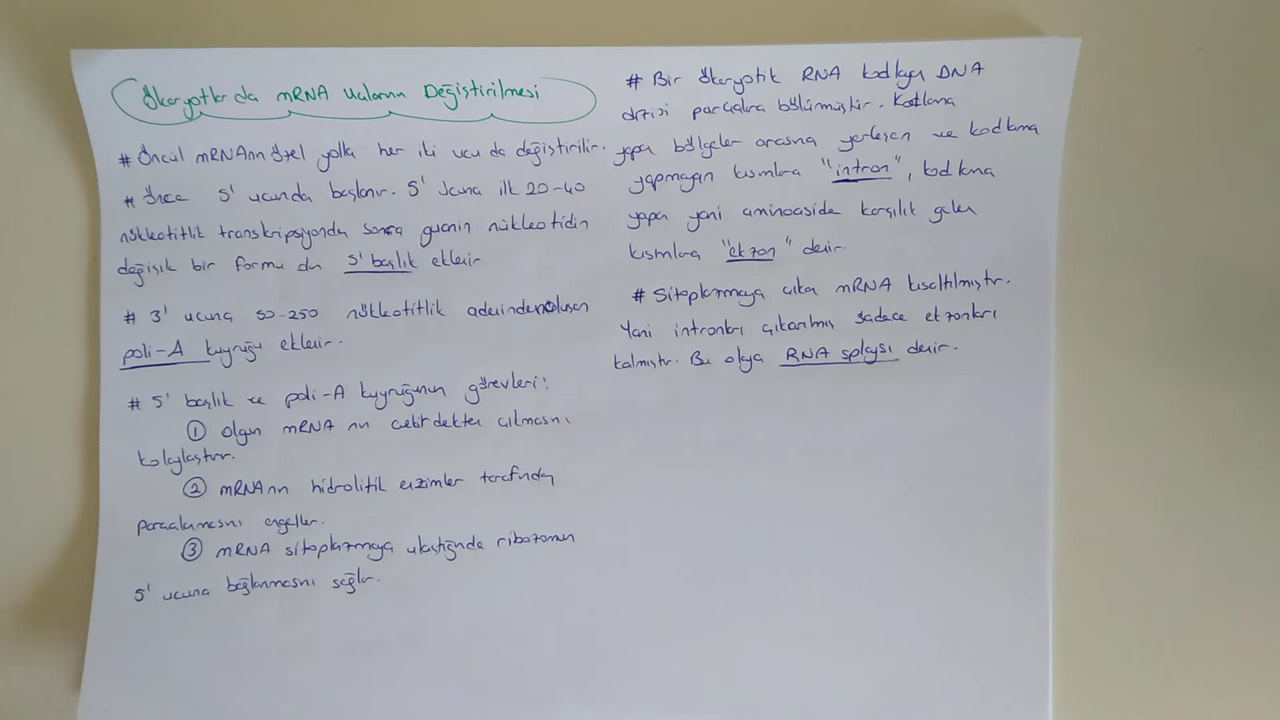 Ökaryotlarda mRNA Uclarının Değiştirilmesi
# Öncül mRNAnın özel yolla her iki ucu da değiştirilir.
# Önce 5' ucunda başlanır. 5' Ucuna ilk 20-40
nükleotitlik transkripsiyondan sonra guanin nükleotidin
değişik bir formu olan 5' başlık eklenir
# 3' ucuna 50-250 nükleotitlik adeninden oluşan
poli-A kuyruğu eklenir.
# 5' başlık ve poli-A kuyruğunun görevleri:
① Olgun mRNA nın çekirdekten çıkmasını
kolaylaştırır.
② mRNAnın hidrolitik enzimler tarafından
parçalanmasını engeller.
③ mRNA sitoplazmaya ulaştığında ribozomun
5' ucuna bağlanmasını sağlar.
# Bir ökaryotik RNA kodlayan DNA
dizisi parçalara bölünmüştür. Kodlama
yapan bölgeler arasına yerleşen ve kodlama
yapmayan kısımlara "intron", kodlama
yapan yani aminoaside karşılık gelen
kısımlara "ekzon" denir.
# Sitoplazmaya çıkan mRNA kısaltılmıştır.
Yani intronları çıkarılmış sadece ekzonları
kalmıştır. Bu olaya RNA splaysı denir.